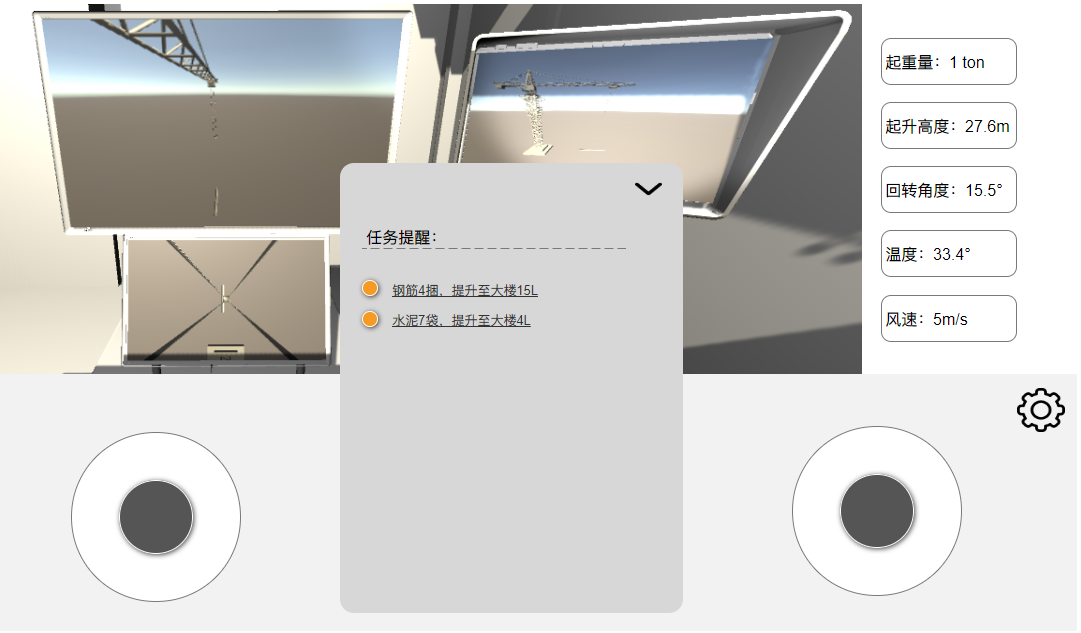 起重量：1 ton
起升高度：27.6m
回转角度：15.5°
温度：33.4°
风速：5m/s
任务提醒：
钢筋4捆，提升至大楼15L
水泥7袋，提升至大楼4L